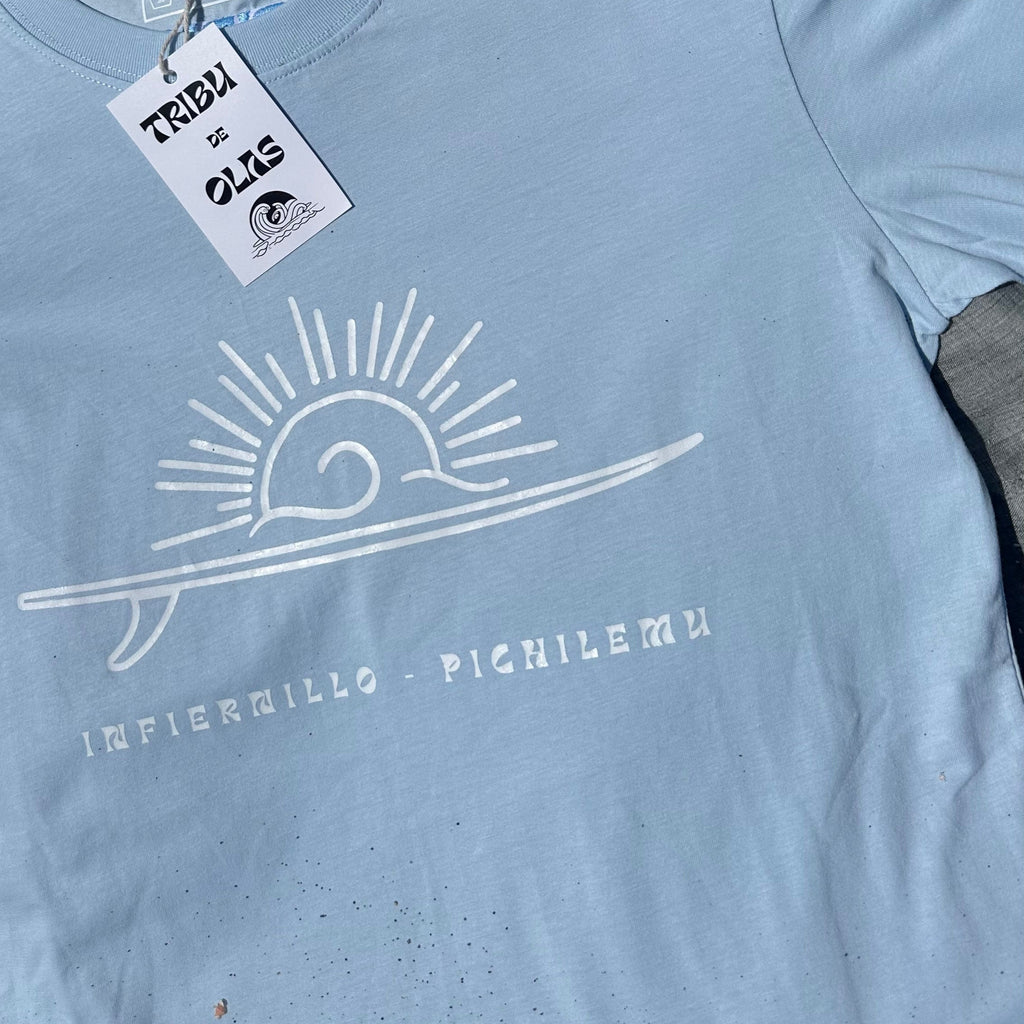 TRIBU
DE
OLAS
INFIERNILLO - PICHILEMU